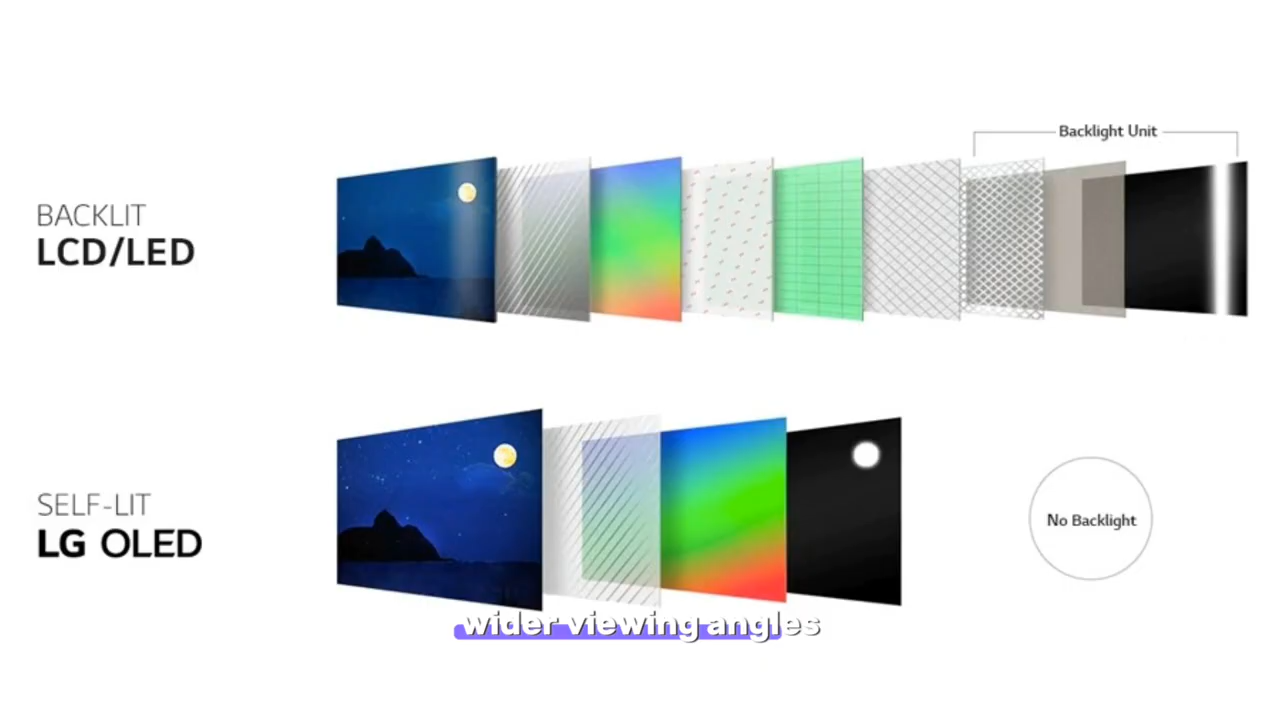 Backlight Unit
BACKLIT
LCD/LED
SELF-LIT
LG OLED
No Backlight
wider viewing angles